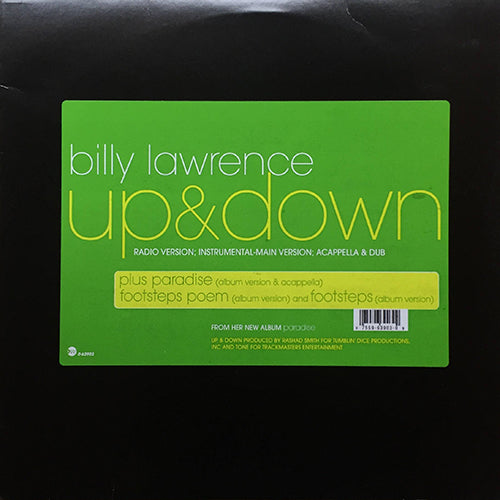 billy lawrence
up&down
RADIO VERSION; INSTRUMENTAL-MAIN VERSION; ACAPPELLA & DUB
plus paradise (album version & acappella)
footsteps poem (album version) and footsteps (album version)
FROM HER NEW ALBUM paradise
UP & DOWN PRODUCED BY RASHAD SMITH FOR TUMBLIN' DICE PRODUCTIONS,
INC AND TONE FOR TRACKMASTERS ENTERTAINMENT.
0-63903